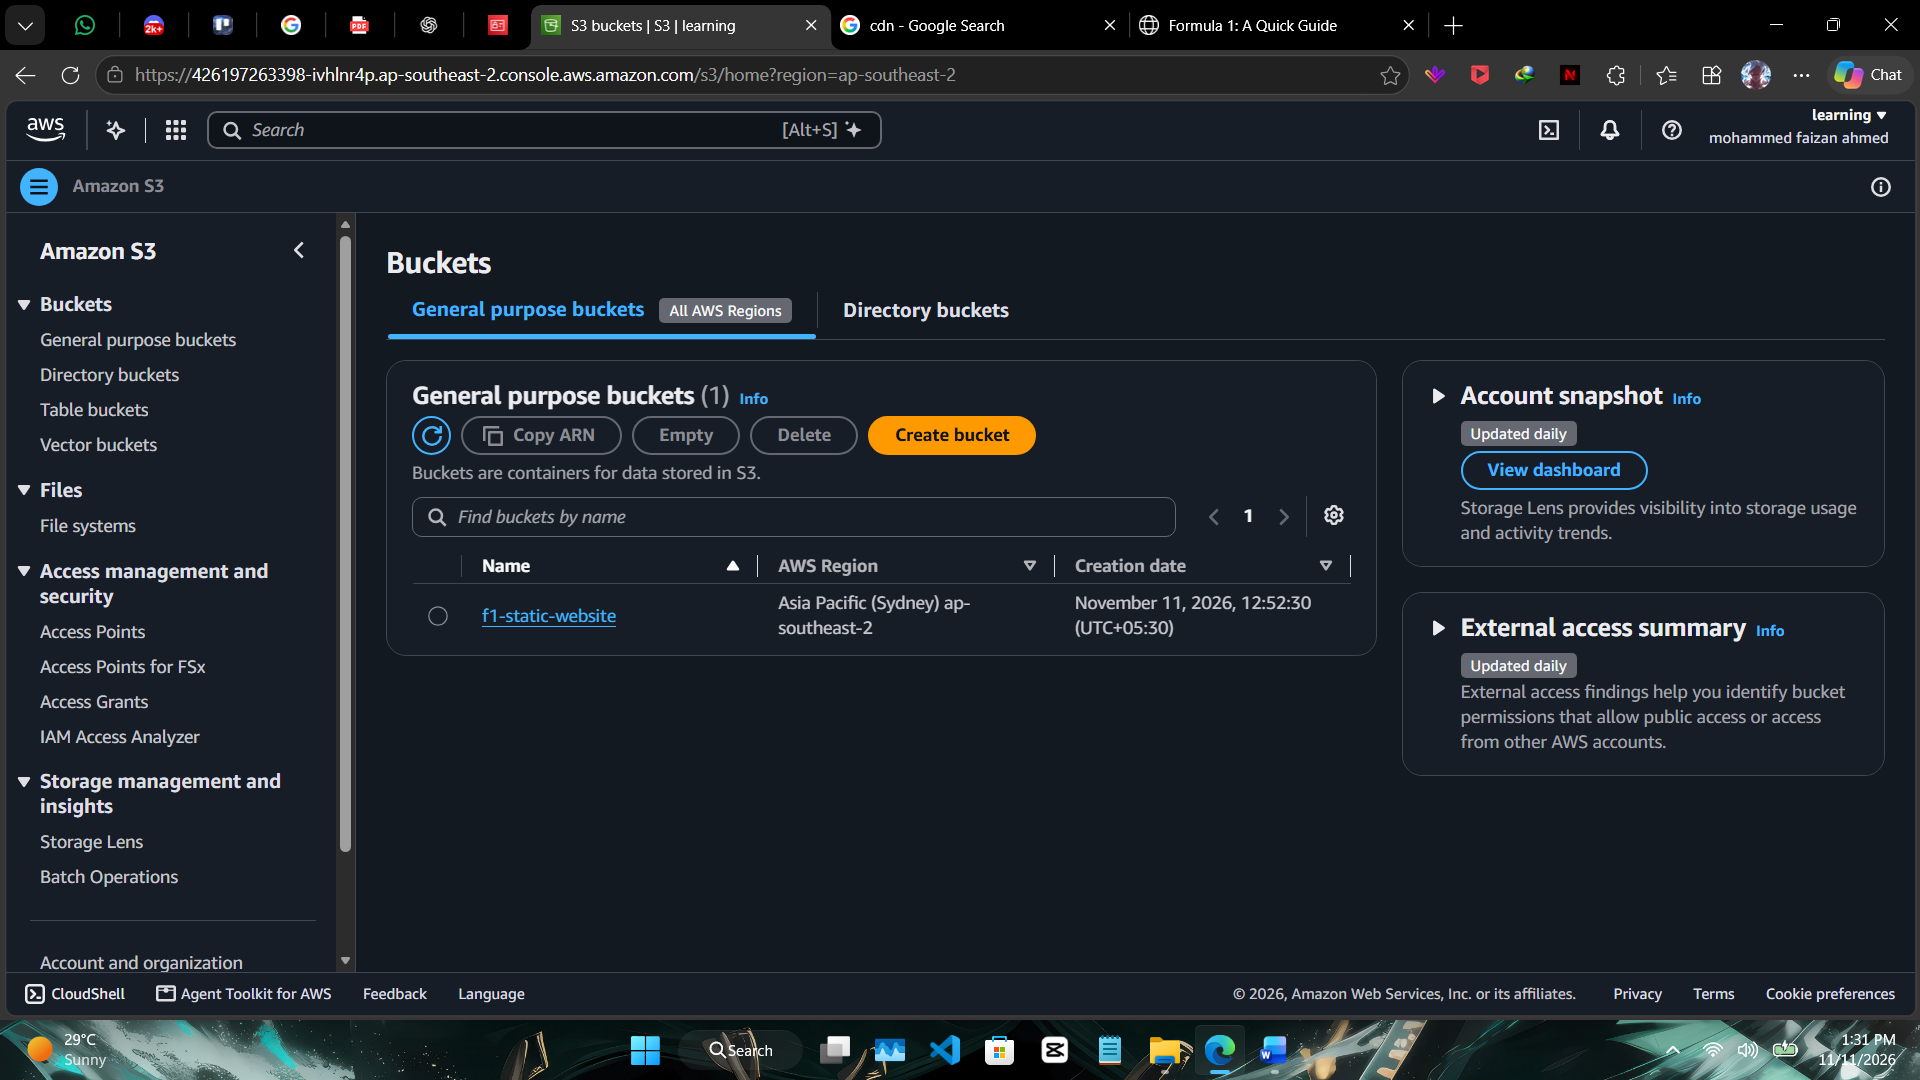 2k+
PDF
S3 buckets | S3 | learning
cdn - Google Search
Formula 1: A Quick Guide
https://426197263398-ivhlnr4p.ap-southeast-2.console.aws.amazon.com/s3/home?region=ap-southeast-2
N
Chat
aws
Search
[Alt+S]
learning
mohammed faizan ahmed
Amazon S3
Amazon S3
Buckets
General purpose buckets
Directory buckets
Table buckets
Vector buckets
Files
File systems
Access management and
security
Access Points
Access Points for FSx
Access Grants
IAM Access Analyzer
Storage management and
insights
Storage Lens
Batch Operations
Account and organization
Buckets
General purpose buckets All AWS Regions
Directory buckets
General purpose buckets (1) Info
Copy ARN
Empty
Delete
Create bucket
Buckets are containers for data stored in S3.
Find buckets by name
1
Name
AWS Region
Creation date
f1-static-website
Asia Pacific (Sydney) ap-
southeast-2
November 11, 2026, 12:52:30
(UTC+05:30)
Account snapshot Info
Updated daily
View dashboard
Storage Lens provides visibility into storage usage
and activity trends.
External access summary Info
Updated daily
External access findings help you identify bucket
permissions that allow public access or access
from other AWS accounts.
CloudShell
Agent Toolkit for AWS
Feedback
Language
© 2026, Amazon Web Services, Inc. or its affiliates.
Privacy
Terms
Cookie preferences
29°C
Sunny
Search
W
1:31 PM
11/11/2026